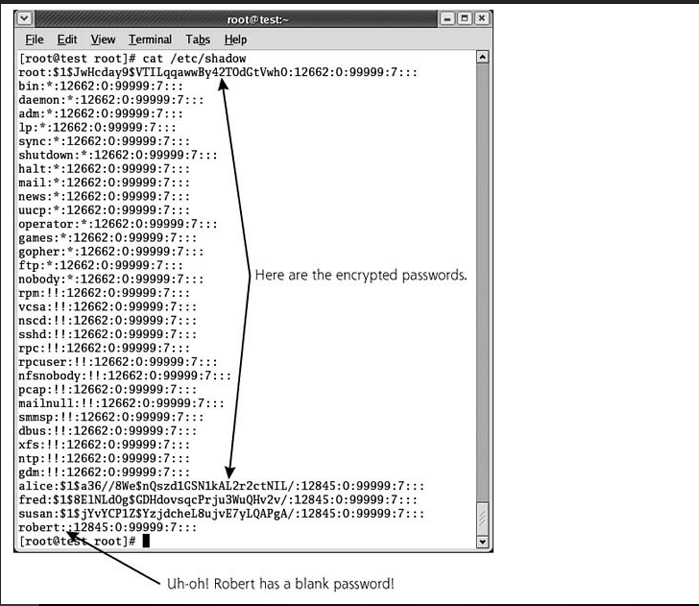 root@test:~
File Edit View Terminal Tabs Help
[root@test root]# cat /etc/shadow
root:$1$JwHcday9$VTILqqawwBy42TOdGtVwh0:12662:0:99999:7:::
bin:*:12662:0:99999:7:::
daemon:*:12662:0:99999:7:::
adm:*:12662:0:99999:7:::
lp:*:12662:0:99999:7:::
sync:*:12662:0:99999:7:::
shutdown:*:12662:0:99999:7:::
halt:*:12662:0:99999:7:::
mail:*:12662:0:99999:7:::
news:*:12662:0:99999:7:::
uucp:*:12662:0:99999:7:::
operator:*:12662:0:99999:7:::
games:*:12662:0:99999:7:::
gopher:*:12662:0:99999:7:::
ftp:*:12662:0:99999:7:::
nobody:*:12662:0:99999:7:::
Here are the encrypted passwords.
rpm:!!:12662:0:99999:7:::
vcsa:!!:12662:0:99999:7:::
nscd:!!:12662:0:99999:7:::
sshd:!!:12662:0:99999:7:::
rpc:!!:12662:0:99999:7:::
rpcuser:!!:12662:0:99999:7:::
nfsnobody:!!:12662:0:99999:7:::
pcap:!!:12662:0:99999:7:::
mailnull:!!:12662:0:99999:7:::
smmsp:!!:12662:0:99999:7:::
dbus:!!:12662:0:99999:7:::
xfs:!!:12662:0:99999:7:::
ntp:!!:12662:0:99999:7:::
gdm:!!:12662:0:99999:7:::
alice:$1$a36//8We$nQszd1GSN1kAL2r2ctNIL/:12845:0:99999:7:::
fred:$1$8ElNLdOg$GDHdovsqcPrju3WuQHv2v/:12845:0:99999:7:::
susan:$1$jYvYCP1Z$YzjdcheL8ujvE7yLQAPgA/:12845:0:99999:7:::
robert::12845:0:99999:7:::
[root@test root]#
Uh-oh! Robert has a blank password!